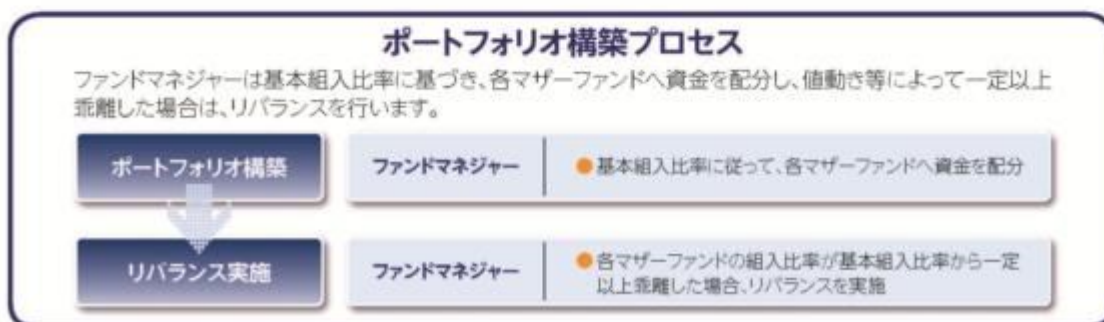 ポートフォリオ構築プロセス
ファンドマネジャーは基本組入比率に基づき、各マザーファンドへ資金を配分し、値動き等によって一定以上
乖離した場合は、リバランスを行います。
ポートフォリオ構築
ファンドマネジャー
●基本組入比率に従って、各マザーファンドへ資金を配分
リバランス実施
ファンドマネジャー
●各マザーファンドの組入比率が基本組入比率から一定
以上乖離した場合、リバランスを実施